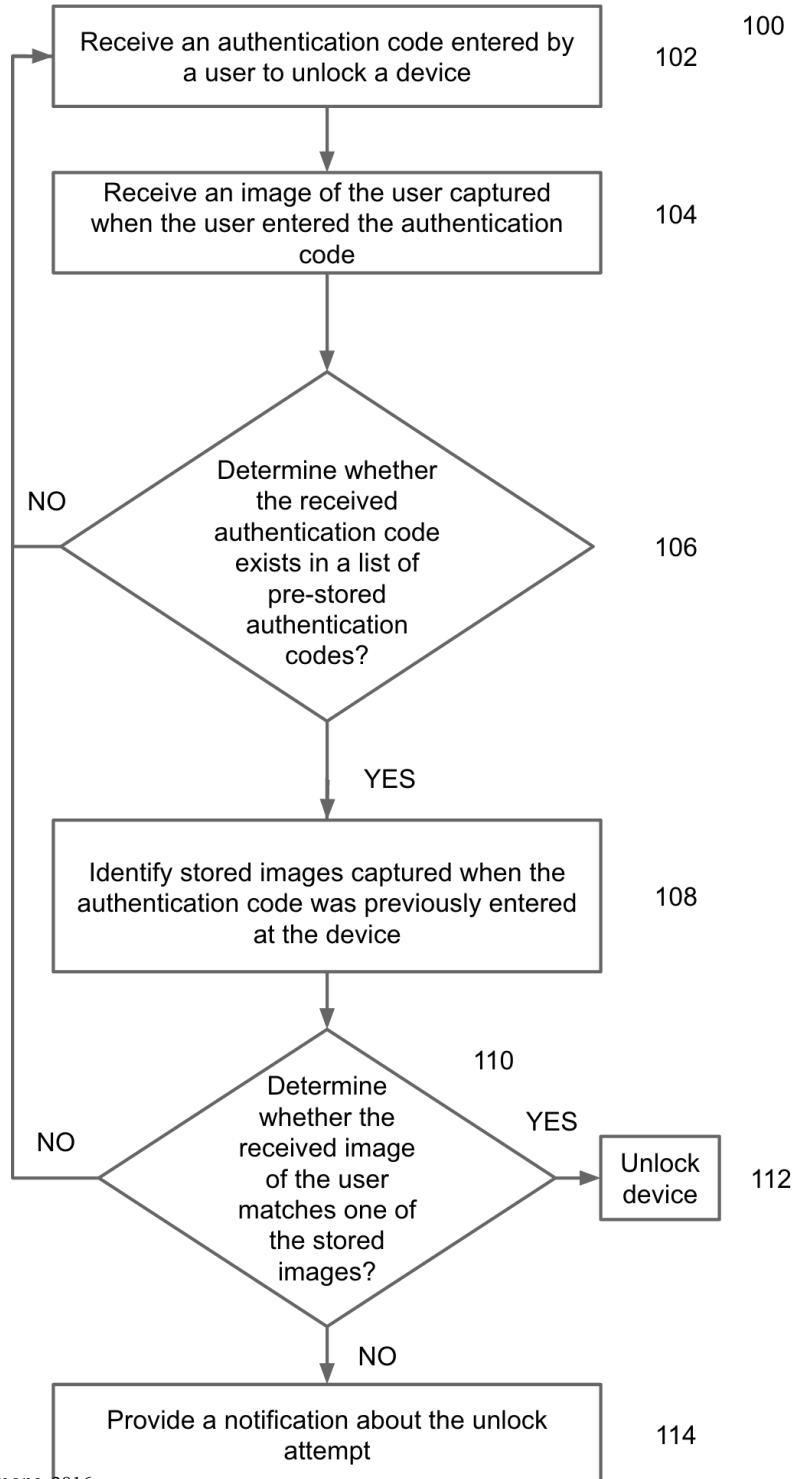 100
Receive an authentication code entered by
a user to unlock a device
102
Receive an image of the user captured
when the user entered the authentication
code
104
Determine whether
the received
authentication code
exists in a list of
pre-stored
authentication
codes?
NO
106
YES
Identify stored images captured when the
authentication code was previously entered
at the device
108
110
Determine
whether the
received image
of the user
matches one of
the stored
images?
NO
YES
Unlock
device
112
NO
Provide a notification about the unlock
attempt
114